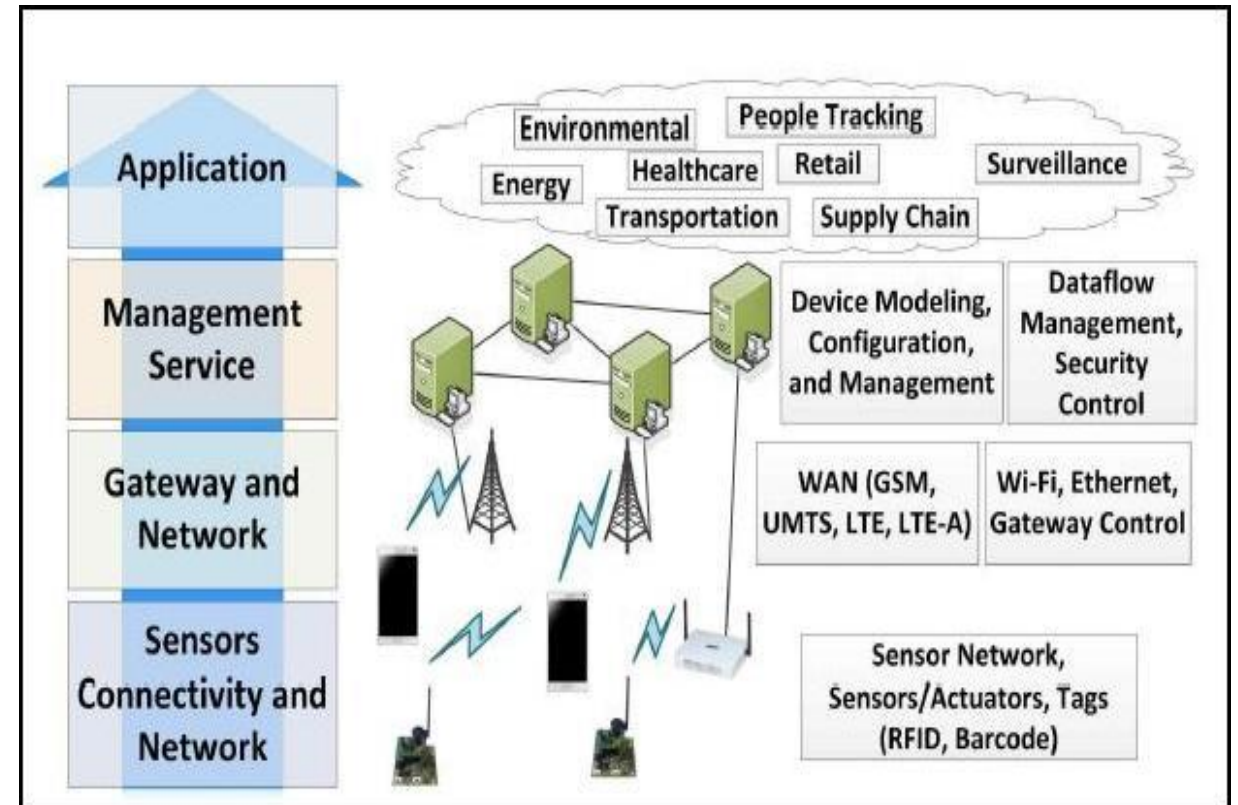 Application
Environmental
People Tracking
Energy
Healthcare
Retail
Surveillance
Transportation
Supply Chain
Management
Service
Device Modeling,
Configuration,
and Management
Dataflow
Management,
Security
Control
Gateway and
Network
WAN (GSM,
UMTS, LTE, LTE-A)
Wi-Fi, Ethernet,
Gateway Control
Sensors
Connectivity and
Network
Sensor Network,
Sensors/Actuators, Tags
(RFID, Barcode)